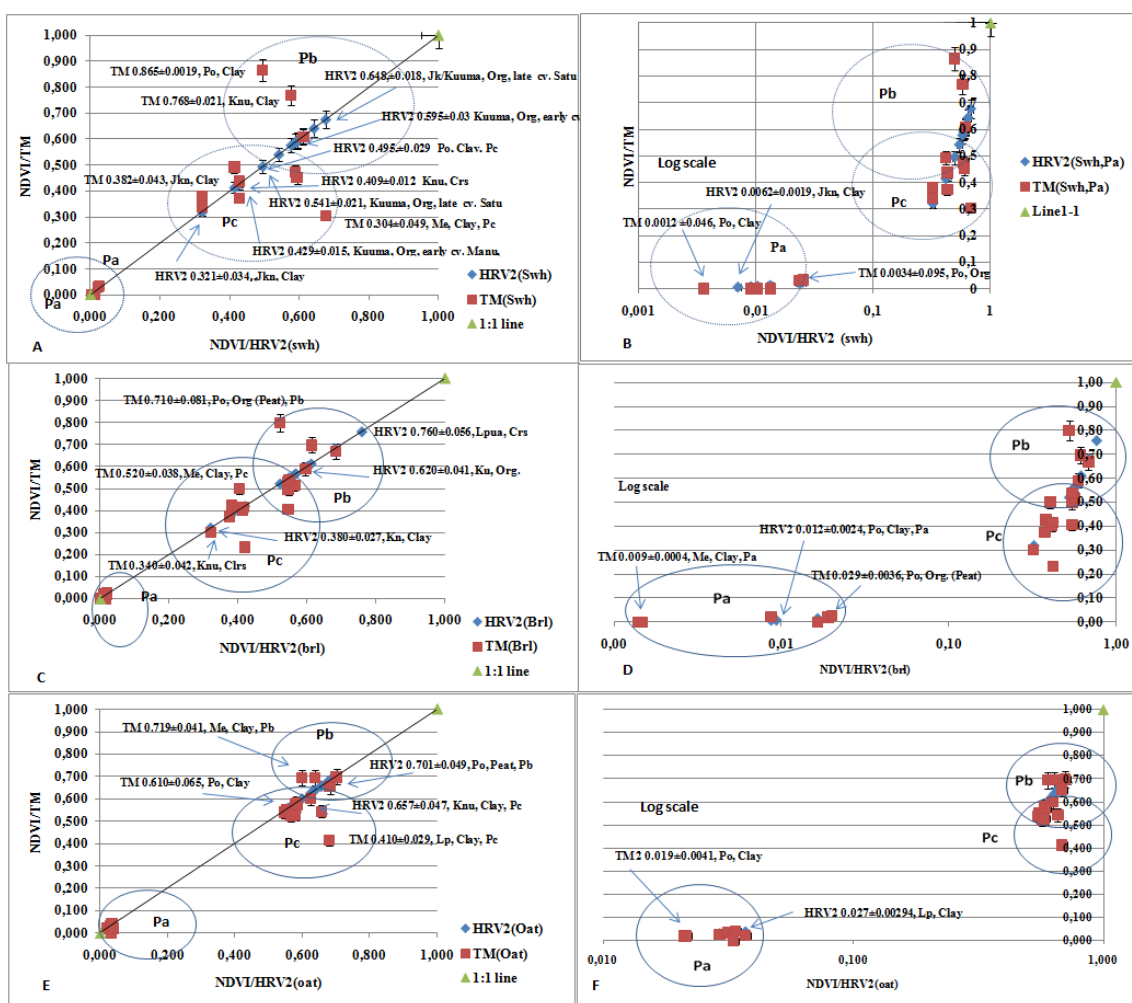 NDVI/TM
1,000
0,900
0,800
0,700
0,600
0,500
0,400
0,300
0,200
0,100
0,000
0,000 0,200 0,400 0,600 0,800 1,000
NDVI/HRV2(swh)
A
Pb
TM 0.865±0.0019, Po, Clay
HRV2 0.648±0.018, Jk/Kuuma, Org, late cv. Satu
TM 0.768±0.021, Knu, Clay
HRV2 0.595±0.03 Kuuma, Org, early cv
HRV2 0.495±0.029 Po. Clav. Pc
TM 0.382±0.043, Jkn, Clay
HRV2 0.409±0.012 Knu, Crs
HRV2 0.541±0.021, Kuuma, Org, late cv. Satu
Pc
TM 0.304±0.049, Me, Clay, Pc
HRV2 0.429±0.015, Kuuma, Org, early cv. Manu,
HRV2 0.321±0.034, Jkn, Clay
Pa
Pa
HRV2(Swh)
TM(Swh)
1:1 line
1
0,9
0,8
0,7
0,6
0,5
0,4
0,3
0,2
0,1
0
0,001 0,01 0,1 1
NDVI/HRV2 (swh)
B
Pb
Log scale
HRV2 0.0062±0.0019, Jkn, Clay
Pc
TM 0.0012±0.046, Po, Clay
Pa
TM 0.0034±0.095, Po, Org
HRV2(Swh,Pa)
TM(Swh,Pa)
Line1-1
NDVI/TM
1,000
0,900
0,800
0,700
0,600
0,500
0,400
0,300
0,200
0,100
0,000
0,000 0,200 0,400 0,600 0,800 1,000
NDVI/HRV2(brl)
C
TM 0.710±0.081, Po, Org (Peat), Pb
HRV2 0.760±0.056, Lpua, Crs
TM 0.520±0.038, Me, Clay, Pc
HRV2 0.620±0.041, Ku, Org.
Pb
HRV2 0.380±0.027, Kn, Clay
Pc
TM 0.340±0.042, Knu, Clrs
Pa
HRV2(Brl)
TM(Brl)
1:1 line
1,00
0,90
0,80
0,70
0,60
0,50
0,40
0,30
0,20
0,10
0,00
0,01 0,10 1,00
NDVI/HRV2(brl)
D
Pb
Log scale
HRV2 0.012±0.0024, Po, Clay, Pa
Pc
TM 0.009±0.0004, Me, Clay, Pa
TM 0.029±0.0036, Po, Org. (Peat)
Pa
NDVI/TM
1,000
0,900
0,800
0,700
0,600
0,500
0,400
0,300
0,200
0,100
0,000
0,000 0,200 0,400 0,600 0,800 1,000
NDVI/HRV2(oat)
E
TM 0.719±0.041, Me, Clay, Pb
Pb
HRV2 0.701±0.049, Po, Peat, Pb
TM 0.610±0.065, Po, Clay
HRV2 0.657±0.047, Knu, Clay, Pc
Pc
TM 0.410±0.029, Lp, Clay, Pc
Pa
HRV2(Oat)
TM(Oat)
1:1 line
1,000
0,900
0,800
0,700
0,600
0,500
0,400
0,300
0,200
0,100
0,000
0,010 0,100 1,000
NDVI/HRV2(oat)
F
Pb
Log scale
Pc
TM 2 0.019±0.0041, Po, Clay
HRV2 0.027±0.00294, Lp, Clay
Pa